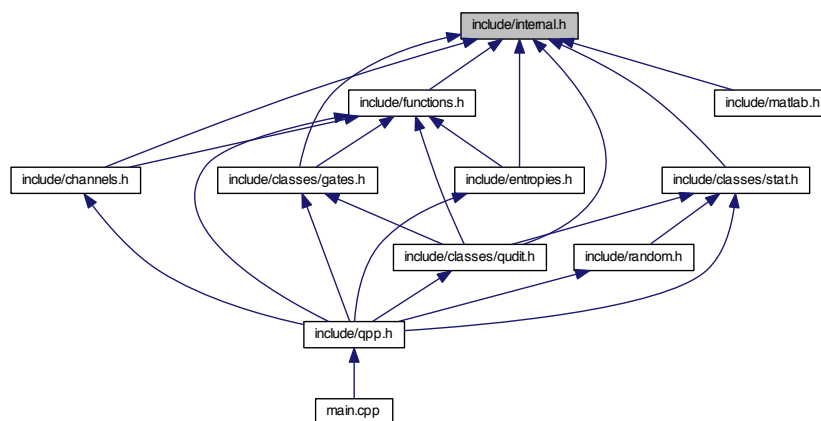 include/internal.h
include/functions.h
include/matlab.h
include/channels.h
include/classes/gates.h
include/entropies.h
include/classes/stat.h
include/classes/qudit.h
include/random.h
include/qpp.h
main.cpp